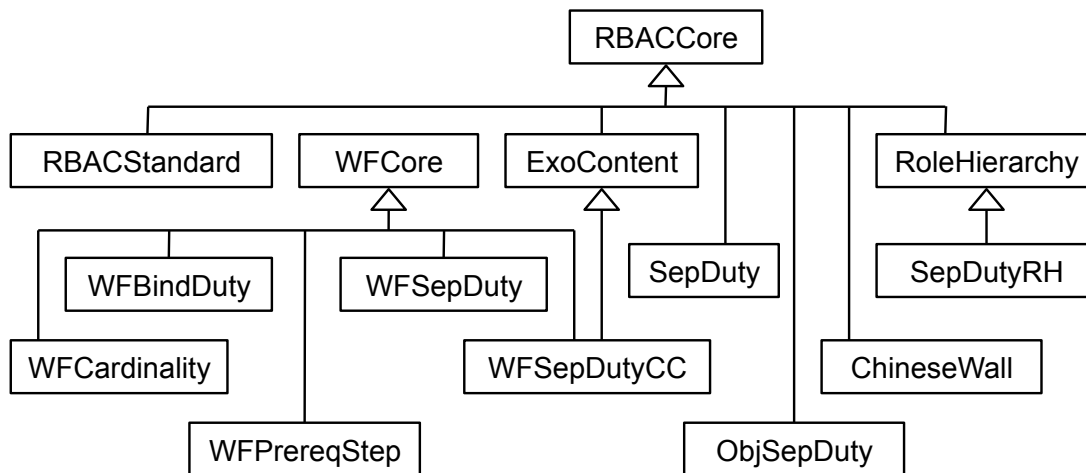 RBACCore
RBACStandard
WFCore
ExoContent
RoleHierarchy
WFBindDuty
WFSepDuty
SepDuty
SepDutyRH
WFCardinality
WFSepDutyCC
ChineseWall
WFPrereqStep
ObjSepDuty